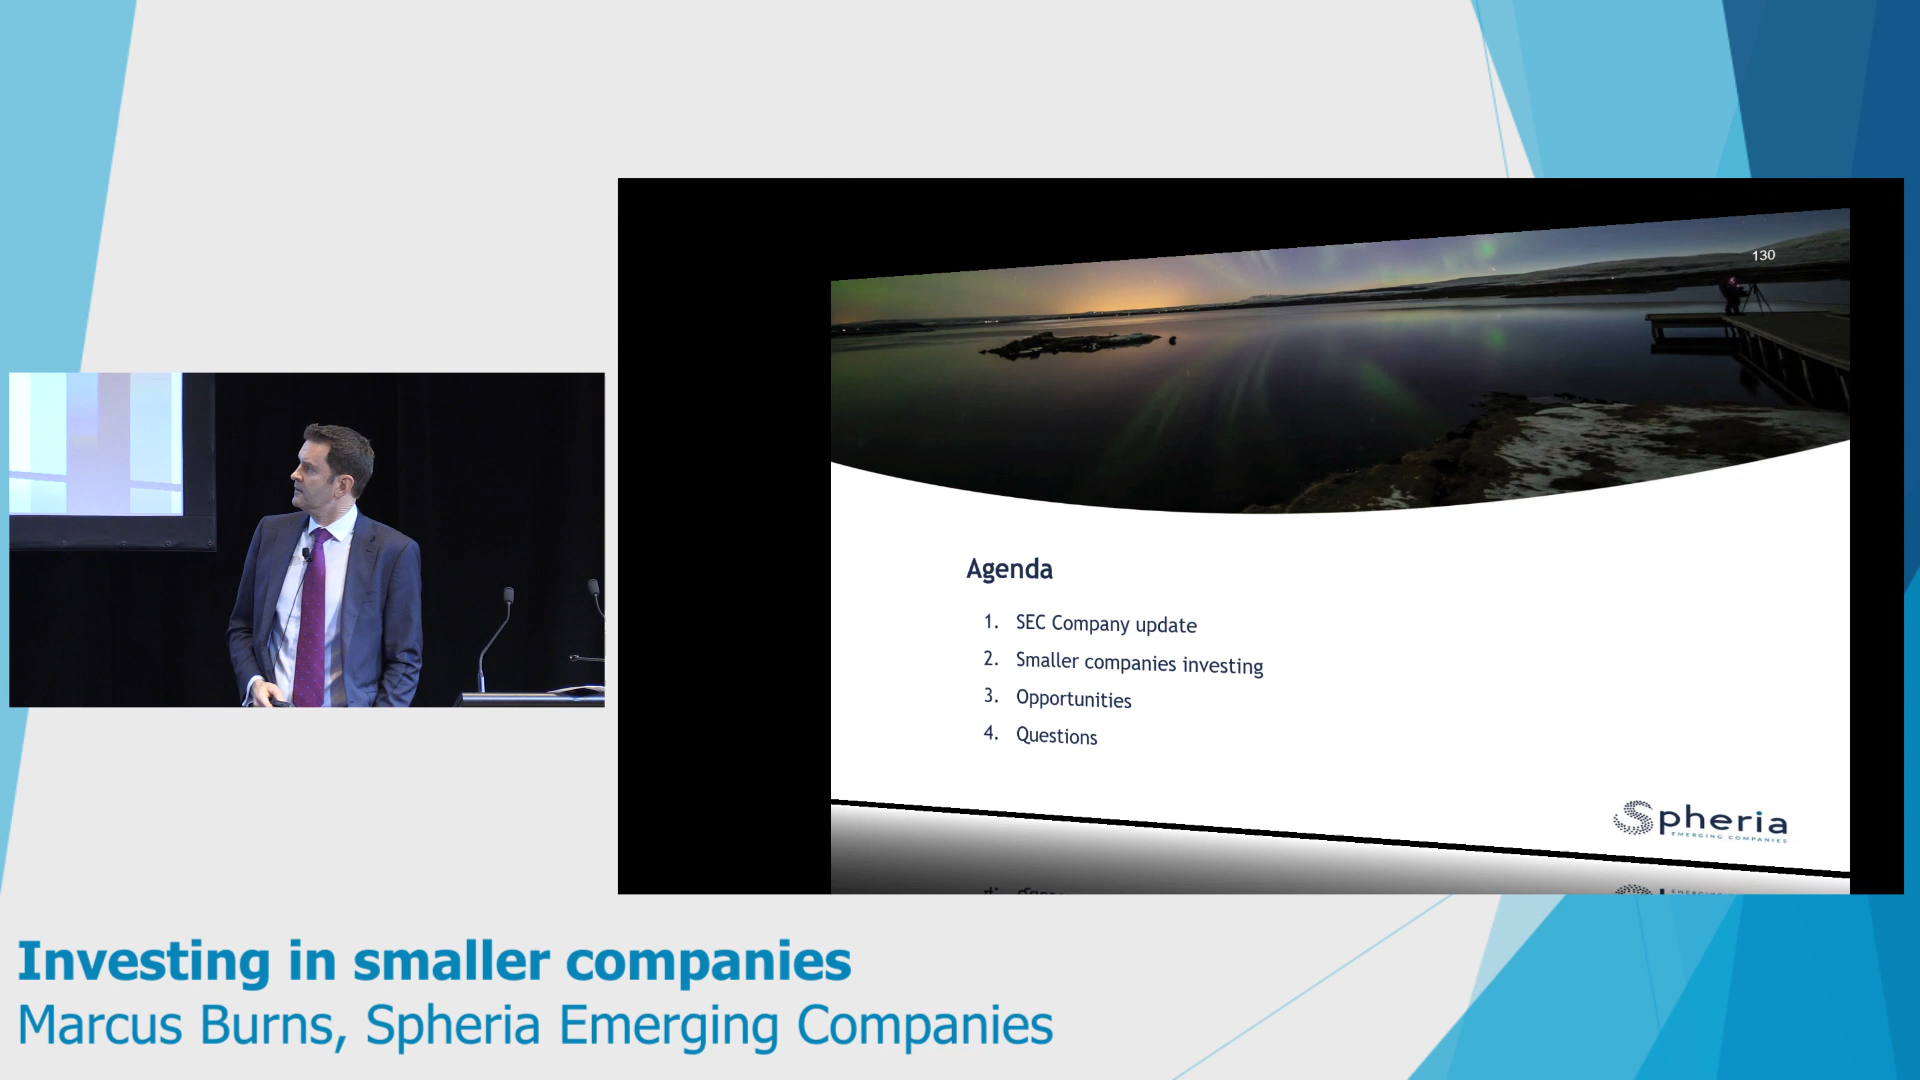 130
Agenda
1. SEC Company update
2. Smaller companies investing
3. Opportunities
4. Questions
Spheria
EMERGING COMPANIES
Investing in smaller companies
Marcus Burns, Spheria Emerging Companies